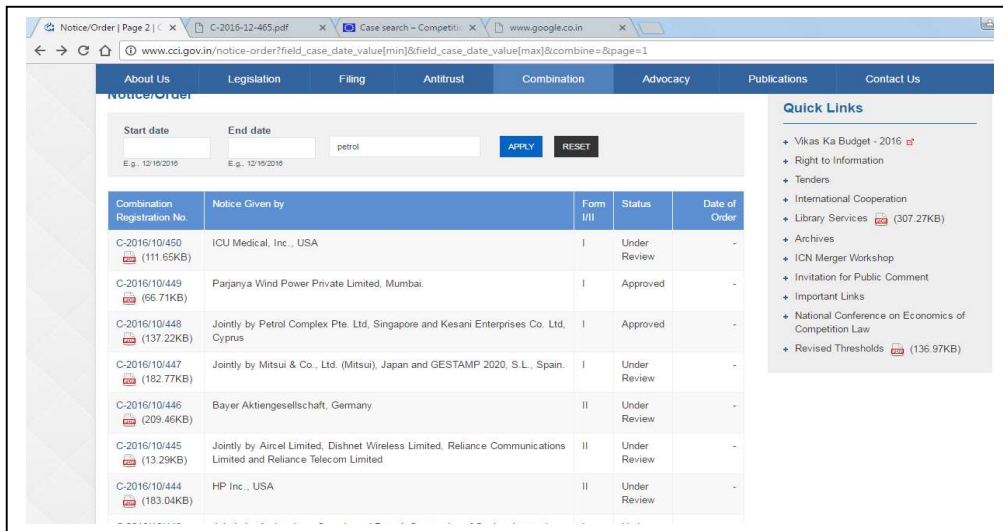 Notice/Order | Page 2 | C
C-2016-12-465.pdf
Case search – Competitic
www.google.co.in
www.cci.gov.in/notice-order?field_case_date_value[min]&field_case_date_value[max]&combine=&page=1
About Us Legislation Filing Antitrust Combination Advocacy Publications Contact Us
Notice/Order
Start date End date
petrol APPLY RESET
E.g., 12/16/2016 E.g., 12/16/2016
Combination Registration No. Notice Given by Form I/II Status Date of Order
C-2016/10/450 ICU Medical, Inc., USA I Under Review -
PDF (111.65KB)
C-2016/10/449 Parjanya Wind Power Private Limited, Mumbai. I Approved -
PDF (66.71KB)
C-2016/10/448 Jointly by Petrol Complex Pte. Ltd, Singapore and Kesani Enterprises Co. Ltd, I Approved -
PDF (137.22KB) Cyprus
C-2016/10/447 Jointly by Mitsui & Co., Ltd. (Mitsui), Japan and GESTAMP 2020, S.L., Spain. I Under Review -
PDF (182.77KB)
C-2016/10/446 Bayer Aktiengesellschaft, Germany II Under Review -
PDF (209.46KB)
C-2016/10/445 Jointly by Aircel Limited, Dishnet Wireless Limited, Reliance Communications II Under Review -
PDF (13.29KB) Limited and Reliance Telecom Limited
C-2016/10/444 HP Inc., USA II Under Review -
PDF (183.04KB)
Quick Links
Vikas Ka Budget - 2016
Right to Information
Tenders
International Cooperation
Library Services PDF (307.27KB)
Archives
ICN Merger Workshop
Invitation for Public Comment
Important Links
National Conference on Economics of
Competition Law
Revised Thresholds PDF (136.97KB)